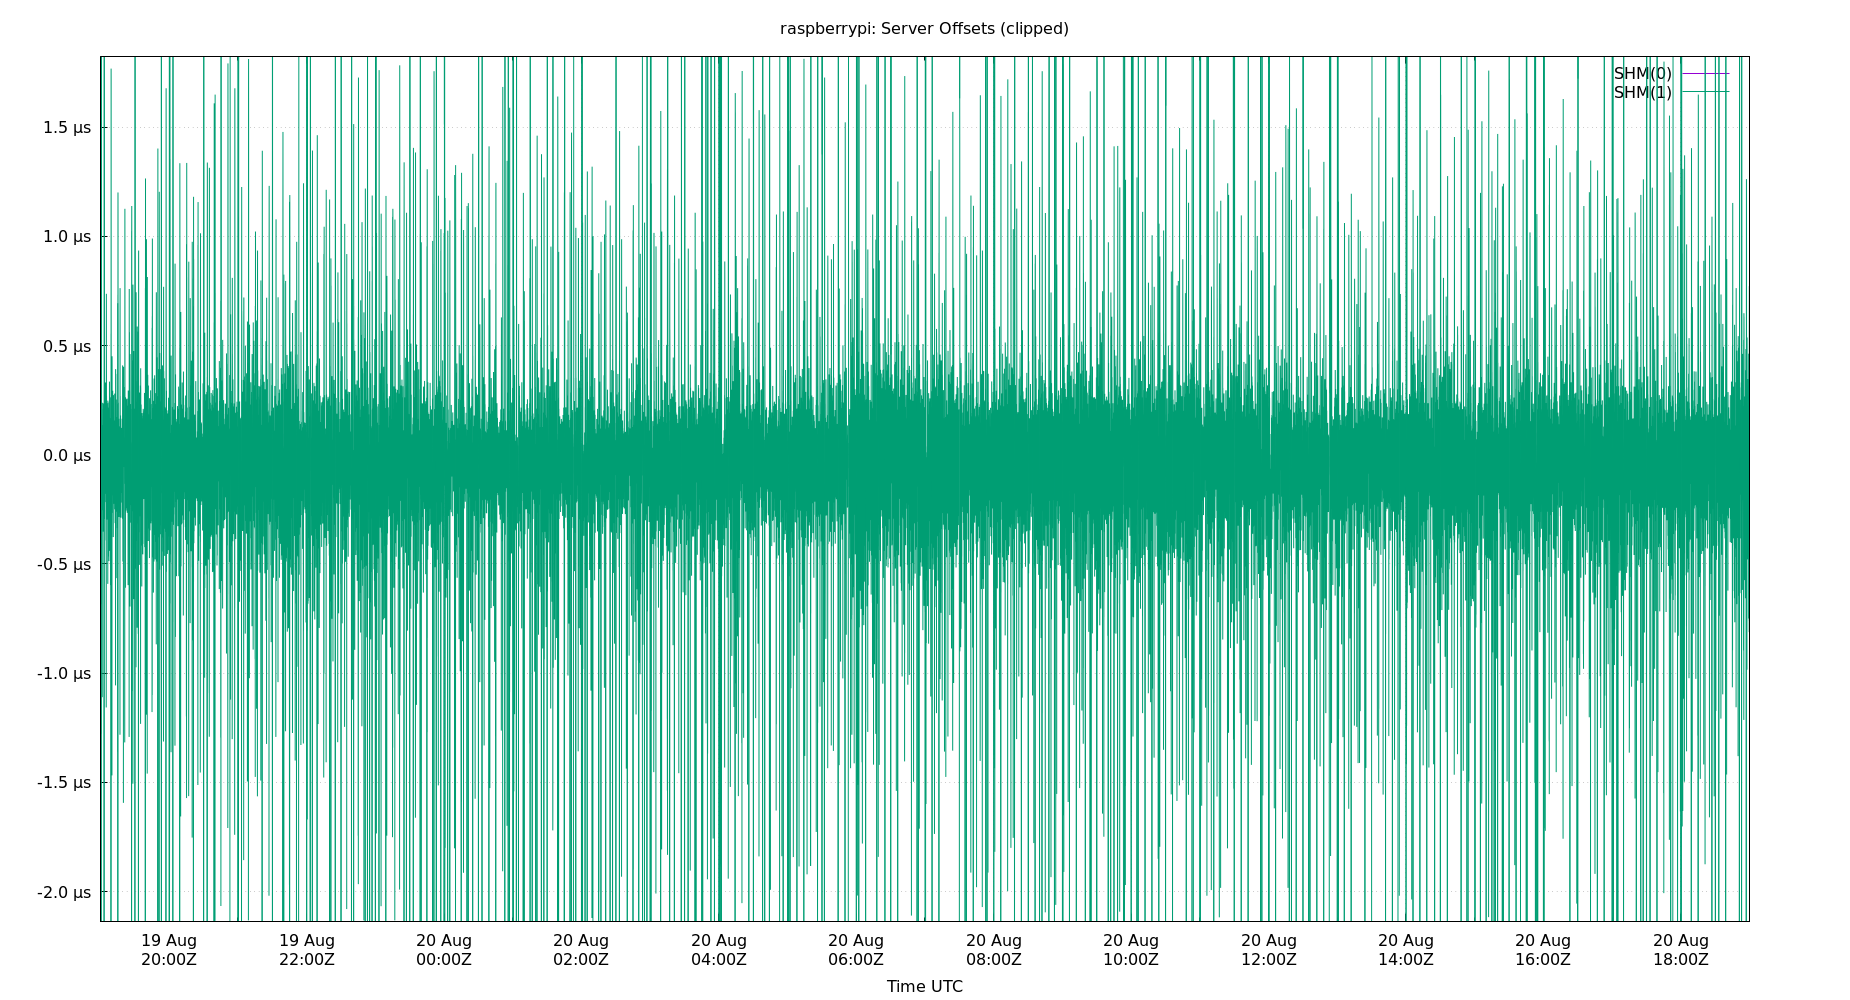 raspberrypi: Server Offsets (clipped)
SHM(0)
SHM(1)
1.5 µs
1.0 µs
0.5 µs
0.0 µs
-0.5 µs
-1.0 µs
-1.5 µs
-2.0 µs
19 Aug 19 Aug 20 Aug 20 Aug 20 Aug 20 Aug 20 Aug 20 Aug 20 Aug 20 Aug 20 Aug 20 Aug
20:00Z 22:00Z 00:00Z 02:00Z 04:00Z 06:00Z 08:00Z 10:00Z 12:00Z 14:00Z 16:00Z 18:00Z
Time UTC